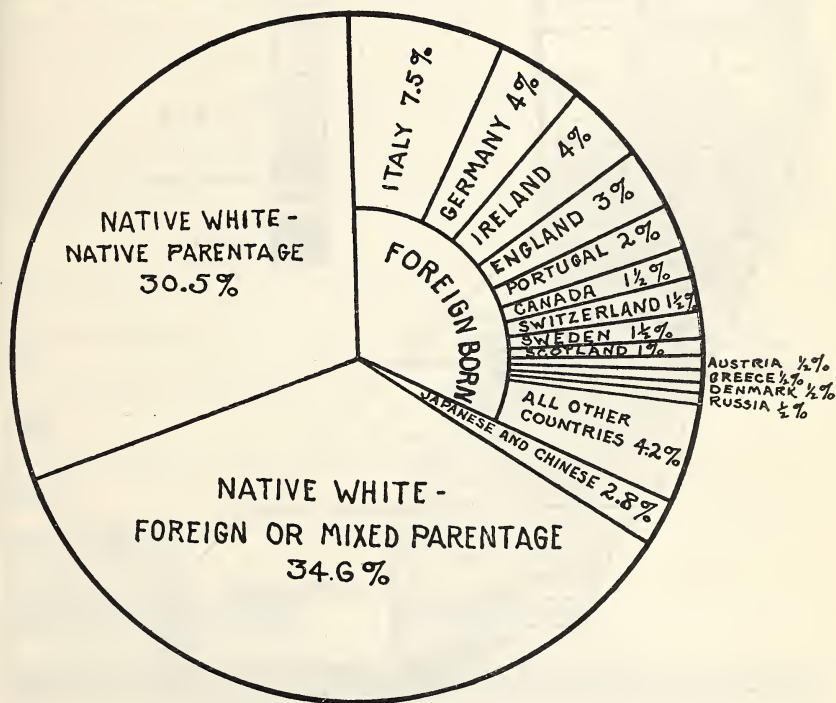 NATIVE WHITE-
NATIVE PARENTAGE
30.5%
ITALY 7.5%
GERMANY 4%
IRELAND 4%
ENGLAND 3%
PORTUGAL 2%
CANADA 1½%
SWITZERLAND 1½%
SWEDEN 1½%
SCOTLAND 1%
AUSTRIA ½%
GREECE ½%
DENMARK ½%
RUSSIA ½%
ALL OTHER
COUNTRIES 4.2%
FOREIGN BORN
JAPANESE AND CHINESE 2.8%
NATIVE WHITE-
FOREIGN OR MIXED PARENTAGE
34.6%